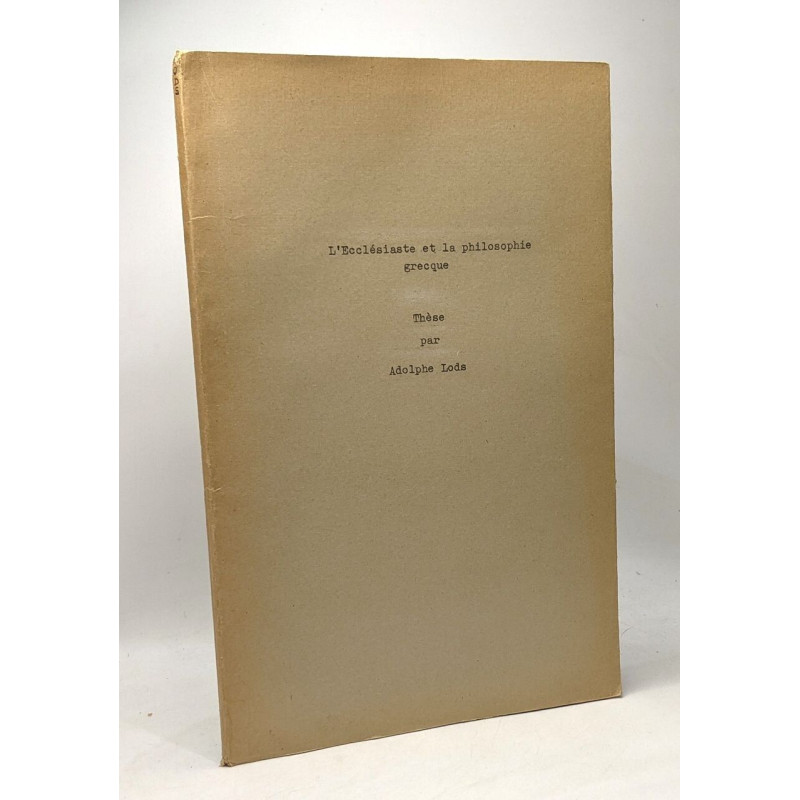 L'Ecclésiaste et la philosophie
grecque
Thèse
par
Adolphe Lods